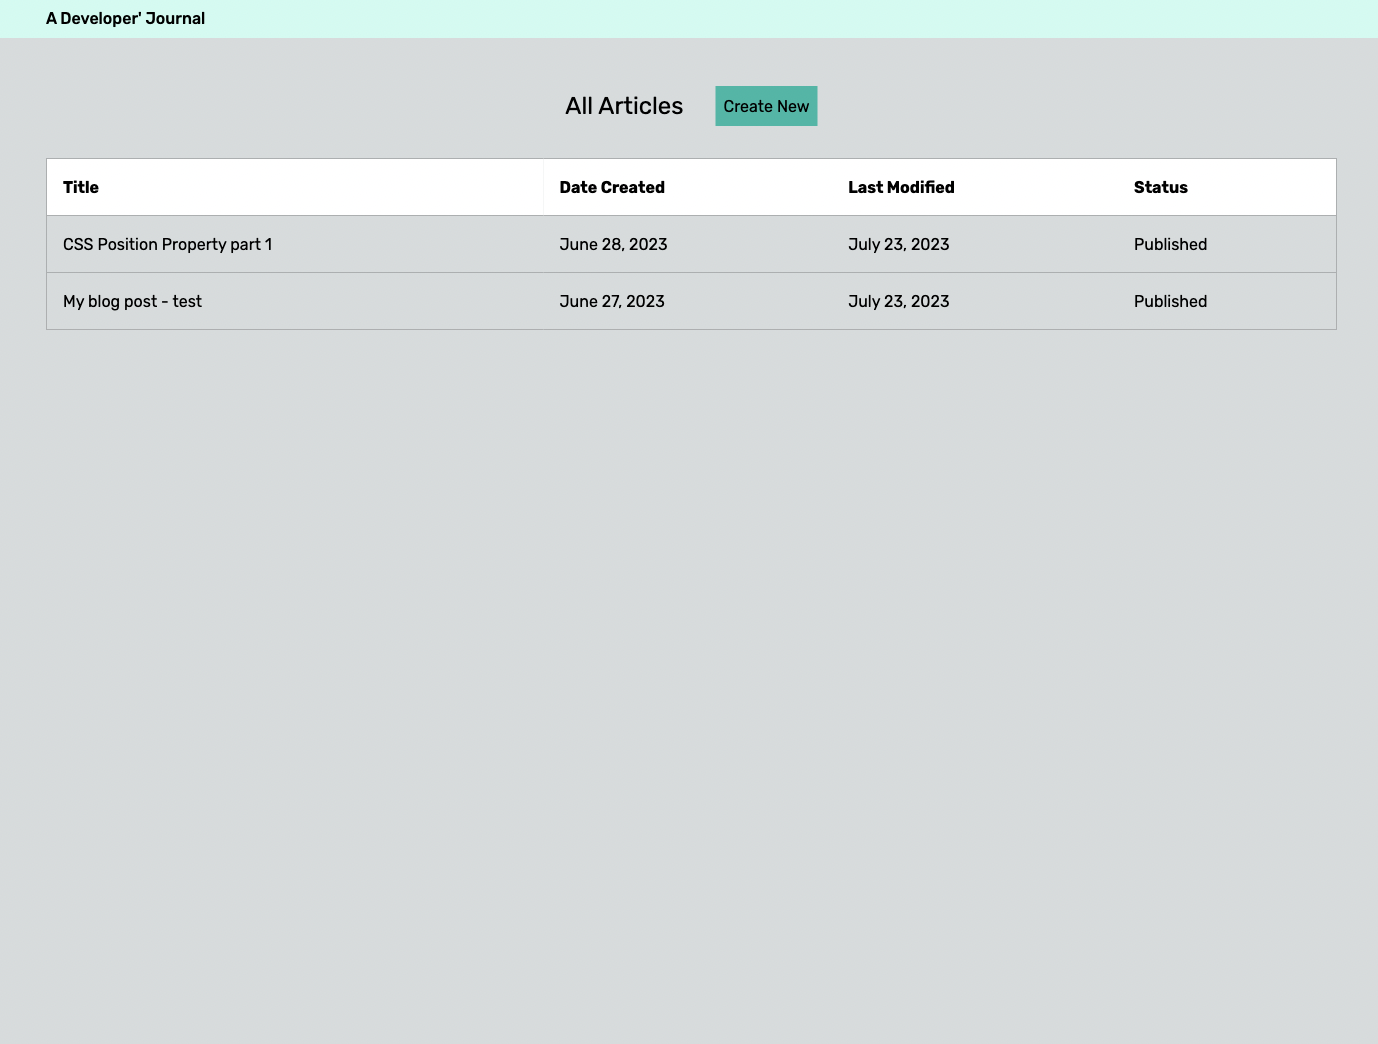 A Developer' Journal
All Articles Create New
Title Date Created Last Modified Status
CSS Position Property part 1 June 28, 2023 July 23, 2023 Published
My blog post - test June 27, 2023 July 23, 2023 Published